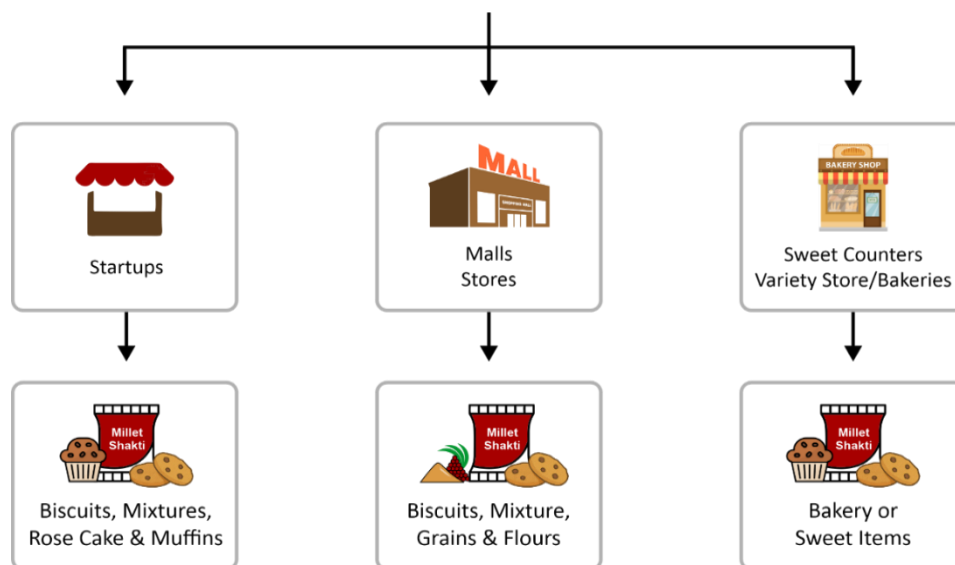 MALL
BAKERY SHOP
Startups
Malls
Stores
Sweet Counters
Variety Store/Bakeries
Millet
Shakti
Millet
Shakti
Millet
Shakti
Biscuits, Mixtures,
Rose Cake & Muffins
Biscuits, Mixture,
Grains & Flours
Bakery or
Sweet Items